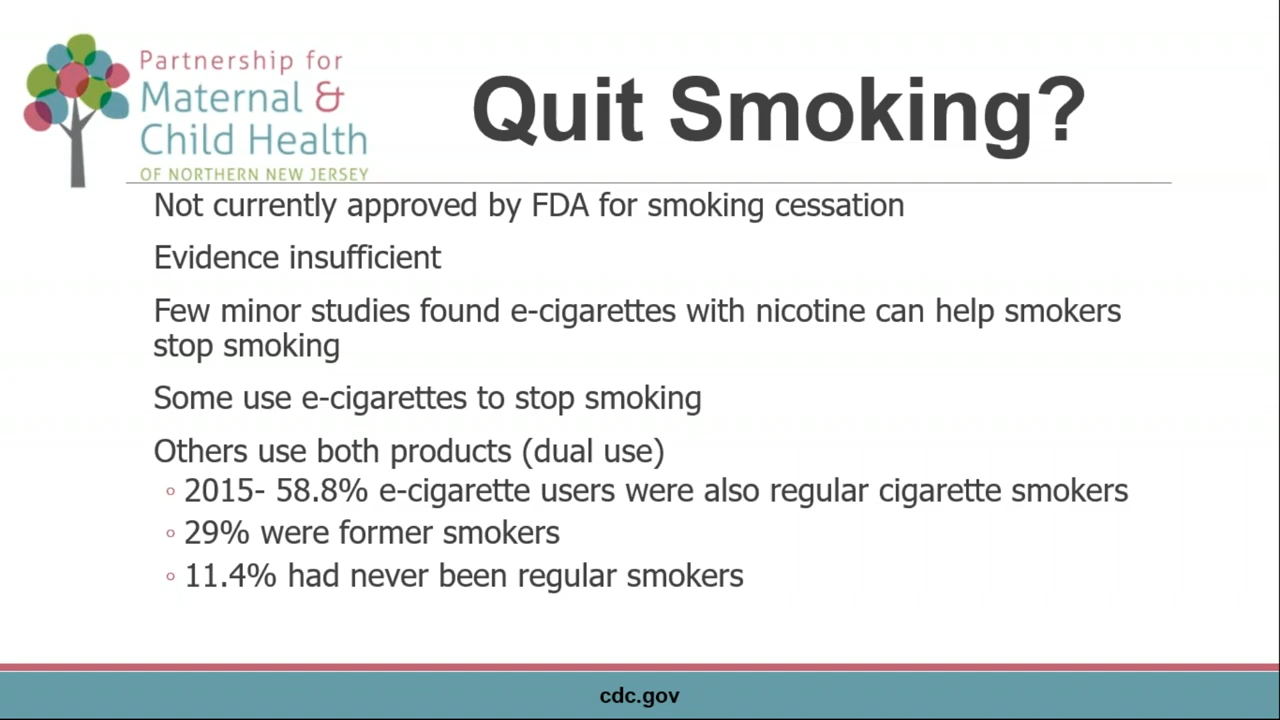 Partnership for
Maternal &
Child Health
OF NORTHERN NEW JERSEY
Quit Smoking?
Not currently approved by FDA for smoking cessation
Evidence insufficient
Few minor studies found e-cigarettes with nicotine can help smokers
stop smoking
Some use e-cigarettes to stop smoking
Others use both products (dual use)
◦ 2015- 58.8% e-cigarette users were also regular cigarette smokers
◦ 29% were former smokers
◦ 11.4% had never been regular smokers
cdc.gov